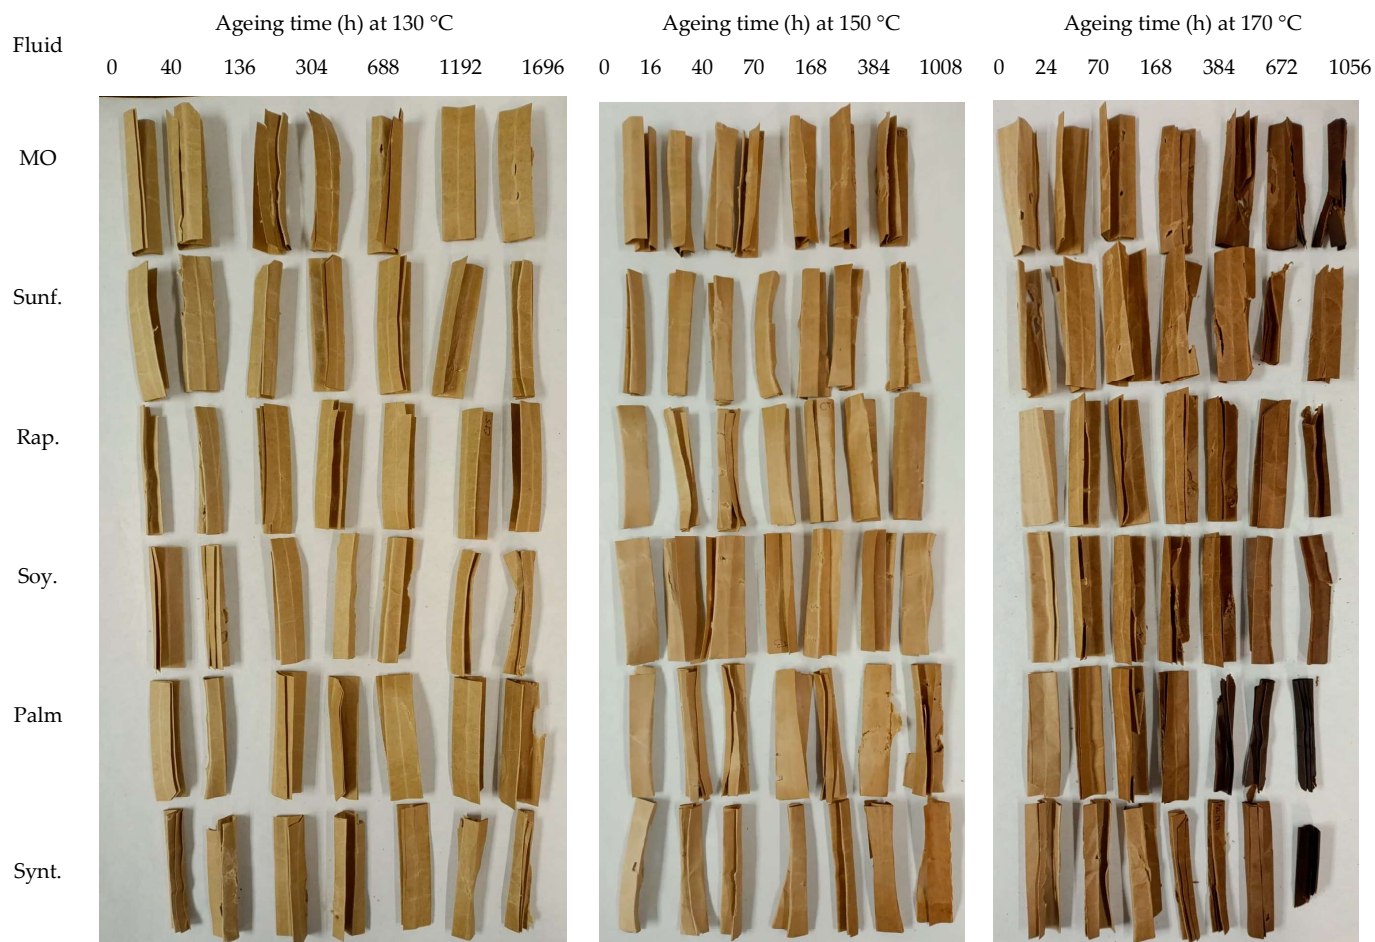 Ageing time (h) at 130 °C Ageing time (h) at 150 °C Ageing time (h) at 170 °C
Fluid
0 40 136 304 688 1192 1696 0 16 40 70 168 384 1008 0 24 70 168 384 672 1056
MO
Sunf.
Rap.
Soy.
Palm
Synt.